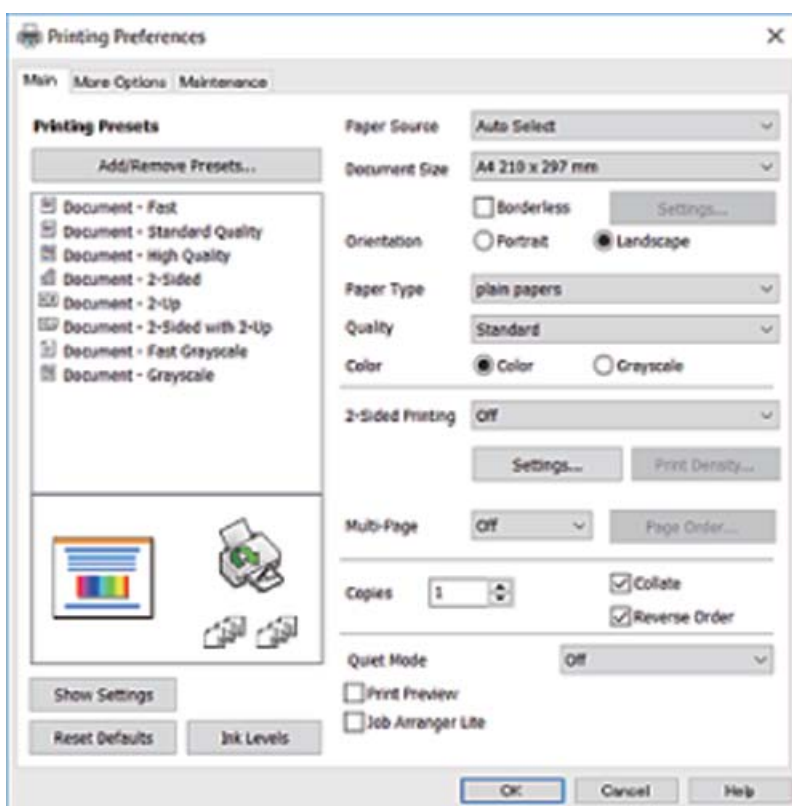 Printing Preferences
Main More Options Maintenance
Printing Presets
Add/Remove Presets...
Document - Fast
Document - Standard Quality
Document - High Quality
Document - 2-Sided
Document - 2-Up
Document - 2-Sided with 2-Up
Document - Fast Grayscale
Document - Grayscale
Show Settings
Reset Defaults Ink Levels
Paper Source Auto Select
Document Size A4 210 x 297 mm
Borderless Settings...
Orientation Portrait Landscape
Paper Type plain papers
Quality Standard
Color Color Grayscale
2-Sided Printing Off
Settings... Print Density...
Multi-Page Off Page Order...
Copies 1 Collate
Reverse Order
Quiet Mode Off
Print Preview
Job Arranger Lite
OK Cancel Help